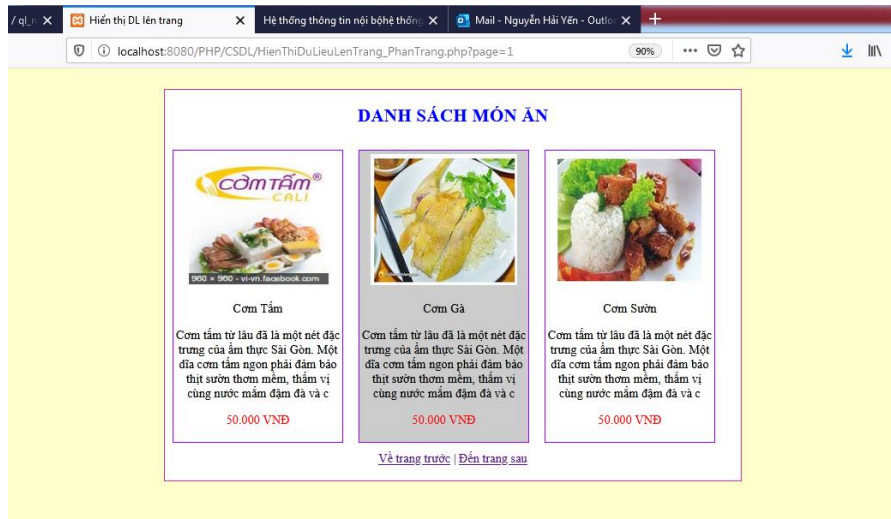 / ql_n
Hiển thị DL lên trang
Hệ thống thông tin nội bộ
Mail - Nguyễn Hải Yến - Outlo
localhost:8080/PHP/CSDL/HienThiDuLieuLenTrang_PhanTrang.php?page=1
90%
DANH SÁCH MÓN ĂN
CƠM TẤM®
CALI
960 × 960 - vi-vn.facebook.com
Cơm Tấm
Cơm tấm từ lâu đã là một nét đặc
trưng của ẩm thực Sài Gòn. Một
đĩa cơm tấm ngon phải đảm bảo
thịt sườn thơm mềm, thấm vị
cùng nước mắm đậm đà và c
50.000 VNĐ
Cơm Gà
Cơm tấm từ lâu đã là một nét đặc
trưng của ẩm thực Sài Gòn. Một
đĩa cơm tấm ngon phải đảm bảo
thịt sườn thơm mềm, thấm vị
cùng nước mắm đậm đà và c
50.000 VNĐ
Cơm Sườn
Cơm tấm từ lâu đã là một nét đặc
trưng của ẩm thực Sài Gòn. Một
đĩa cơm tấm ngon phải đảm bảo
thịt sườn thơm mềm, thấm vị
cùng nước mắm đậm đà và c
50.000 VNĐ
Về trang trước | Đến trang sau